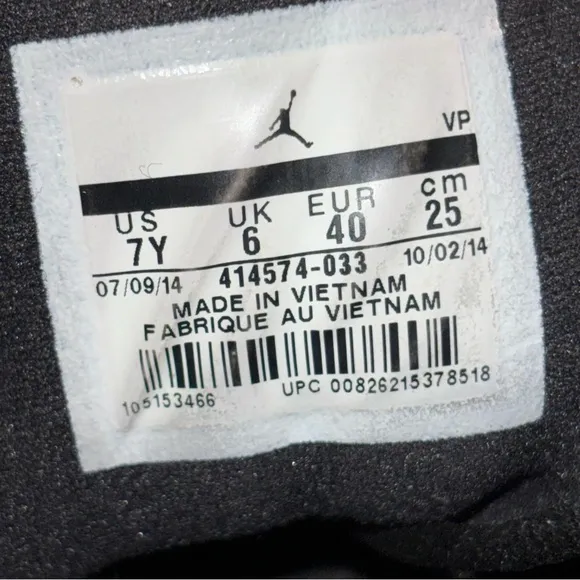 VP
US UK EUR cm
7Y 6 40 25
07/09/14 414574-033 10/02/14
MADE IN VIETNAM
FABRIQUE AU VIETNAM
105153466 UPC 00826215378518